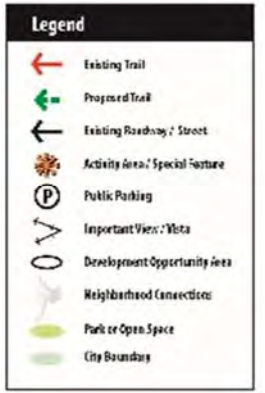 Legend
Existing Trail
Proposed Trail
Existing Roadway / Street
Activity Area / Special Feature
P
Public Parking
Important View / Vista
Development Opportunity Area
Neighborhood Connections
Park or Open Space
City Boundary